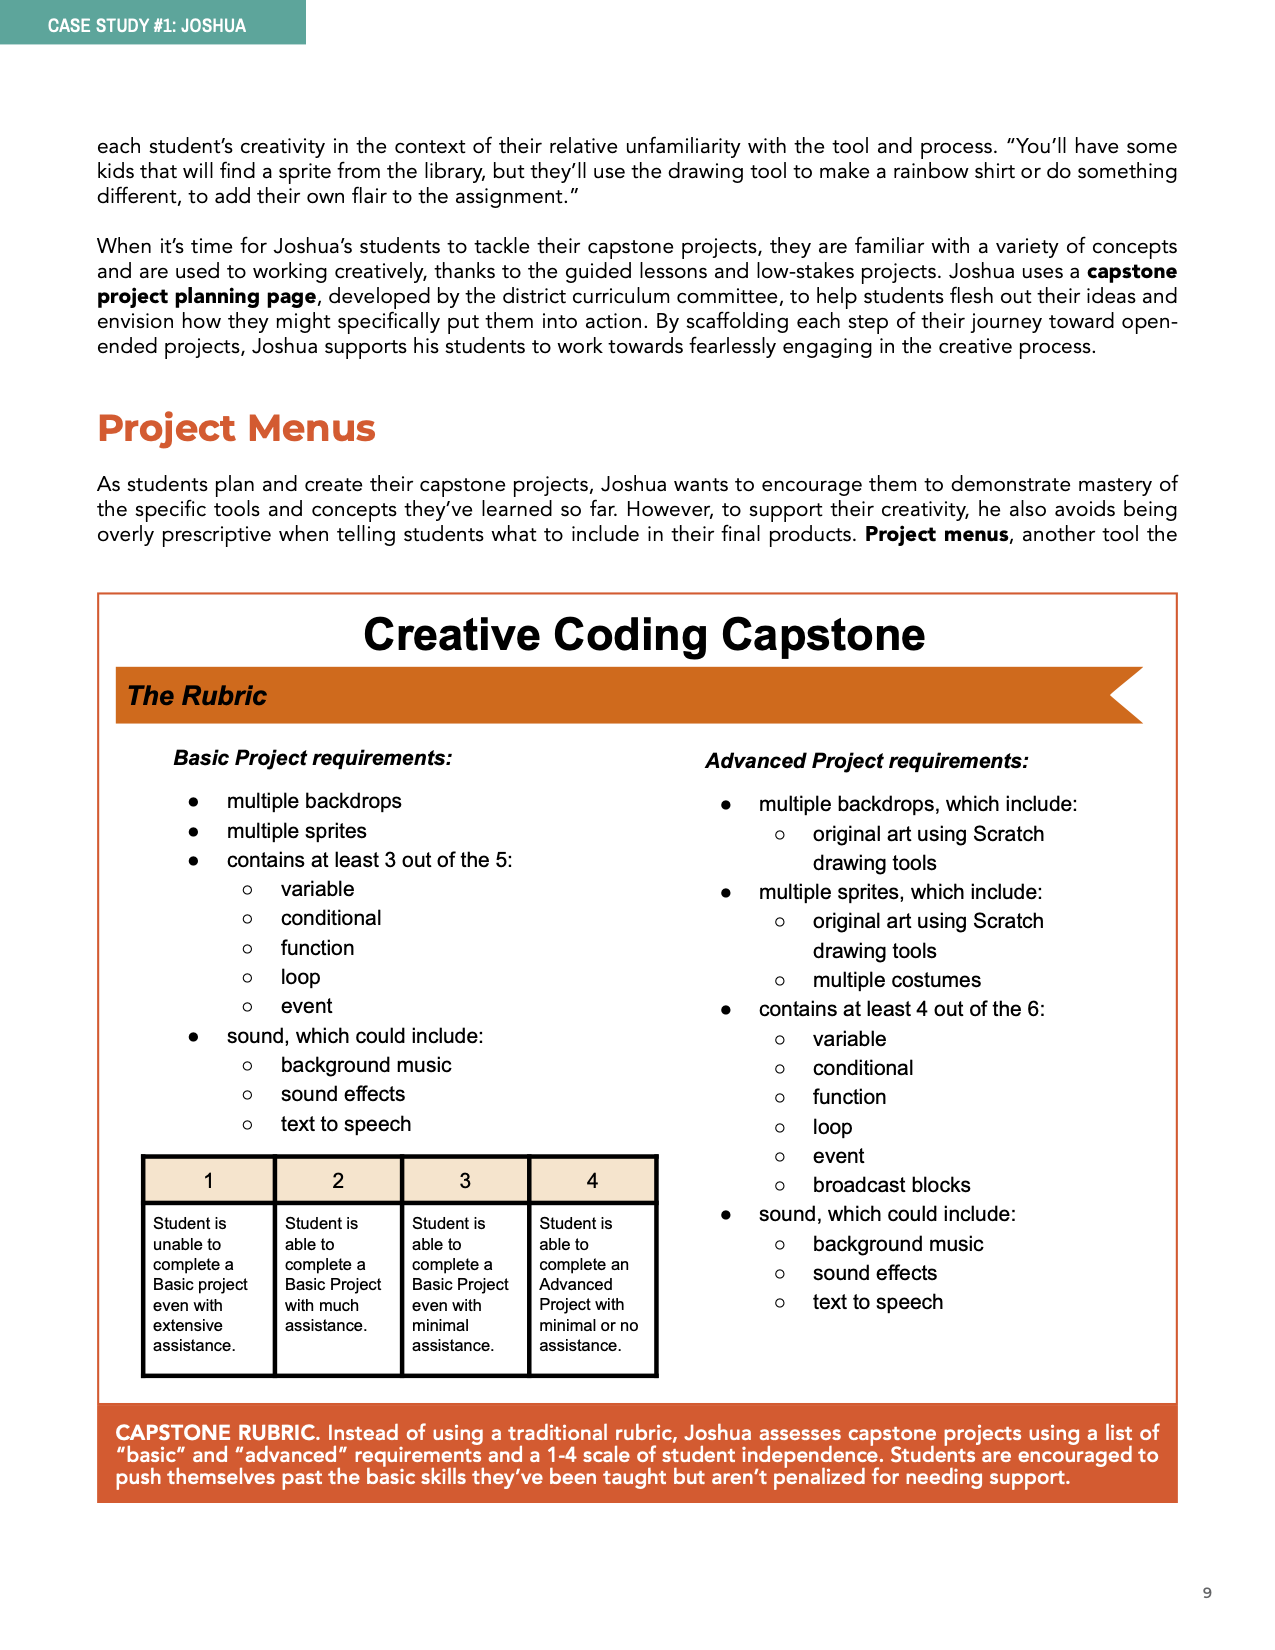 CASE STUDY #1: JOSHUA
each student’s creativity in the context of their relative unfamiliarity with the tool and process. “You’ll have some
kids that will find a sprite from the library, but they’ll use the drawing tool to make a rainbow shirt or do something
different, to add their own flair to the assignment.”
When it’s time for Joshua’s students to tackle their capstone projects, they are familiar with a variety of concepts
and are used to working creatively, thanks to the guided lessons and low-stakes projects. Joshua uses a capstone
project planning page, developed by the district curriculum committee, to help students flesh out their ideas and
envision how they might specifically put them into action. By scaffolding each step of their journey toward open-
ended projects, Joshua supports his students to work towards fearlessly engaging in the creative process.
Project Menus
As students plan and create their capstone projects, Joshua wants to encourage them to demonstrate mastery of
the specific tools and concepts they’ve learned so far. However, to support their creativity, he also avoids being
overly prescriptive when telling students what to include in their final products. Project menus, another tool the
Creative Coding Capstone
The Rubric
Basic Project requirements:
● multiple backdrops
● multiple sprites
● contains at least 3 out of the 5:
○ variable
○ conditional
○ function
○ loop
○ event
● sound, which could include:
○ background music
○ sound effects
○ text to speech
1
2
3
4
Student is
unable to
complete a
Basic project
even with
extensive
assistance.
Student is
able to
complete a
Basic Project
with much
assistance.
Student is
able to
complete a
Basic Project
even with
minimal
assistance.
Student is
able to
complete an
Advanced
Project with
minimal or no
assistance.
Advanced Project requirements:
● multiple backdrops, which include:
○ original art using Scratch
drawing tools
● multiple sprites, which include:
○ original art using Scratch
drawing tools
○ multiple costumes
● contains at least 4 out of the 6:
○ variable
○ conditional
○ function
○ loop
○ event
○ broadcast blocks
● sound, which could include:
○ background music
○ sound effects
○ text to speech
CAPSTONE RUBRIC. Instead of using a traditional rubric, Joshua assesses capstone projects using a list of
“basic” and “advanced” requirements and a 1-4 scale of student independence. Students are encouraged to
push themselves past the basic skills they’ve been taught but aren’t penalized for needing support.
9